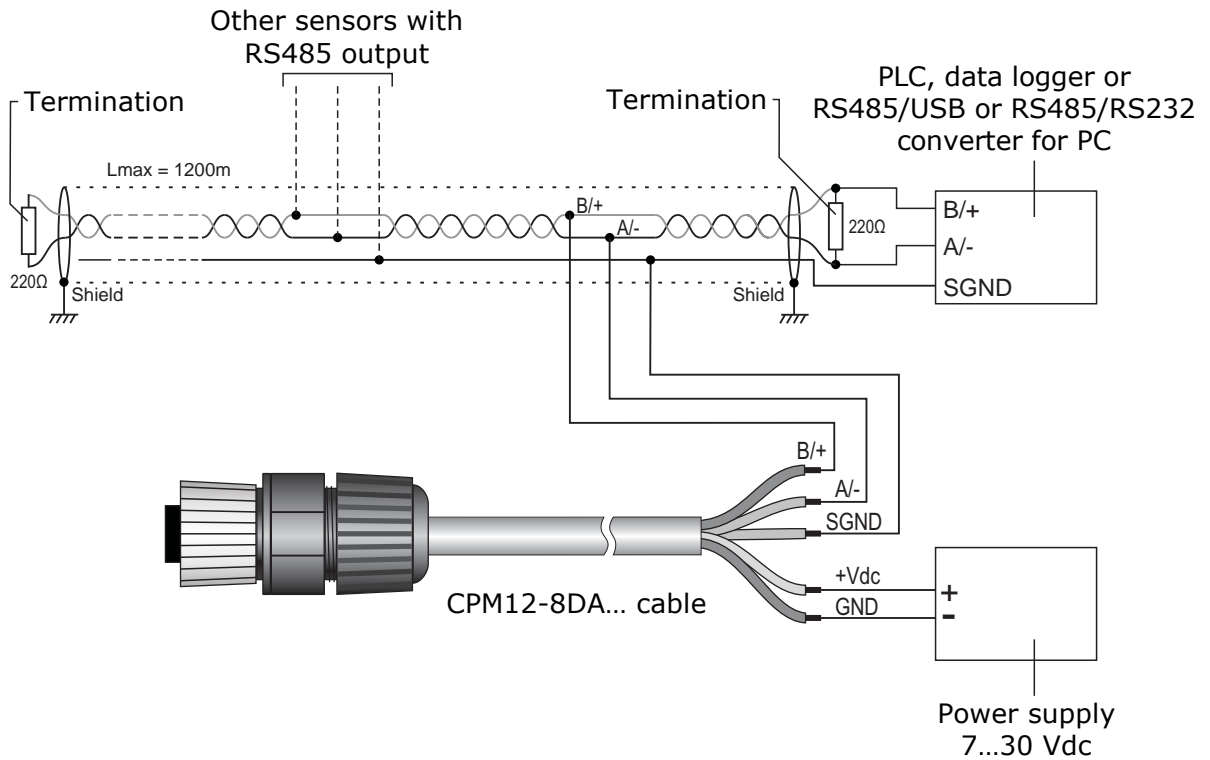 Other sensors with
RS485 output
Termination
Termination
PLC, data logger or
RS485/USB or RS485/RS232
converter for PC
Lmax = 1200m
B/+
A/-
220Ω
B/+
A/-
SGND
220Ω
Shield
Shield
B/+
A/-
SGND
+Vdc
GND
+
-
CPM12-8DA... cable
Power supply
7...30 Vdc